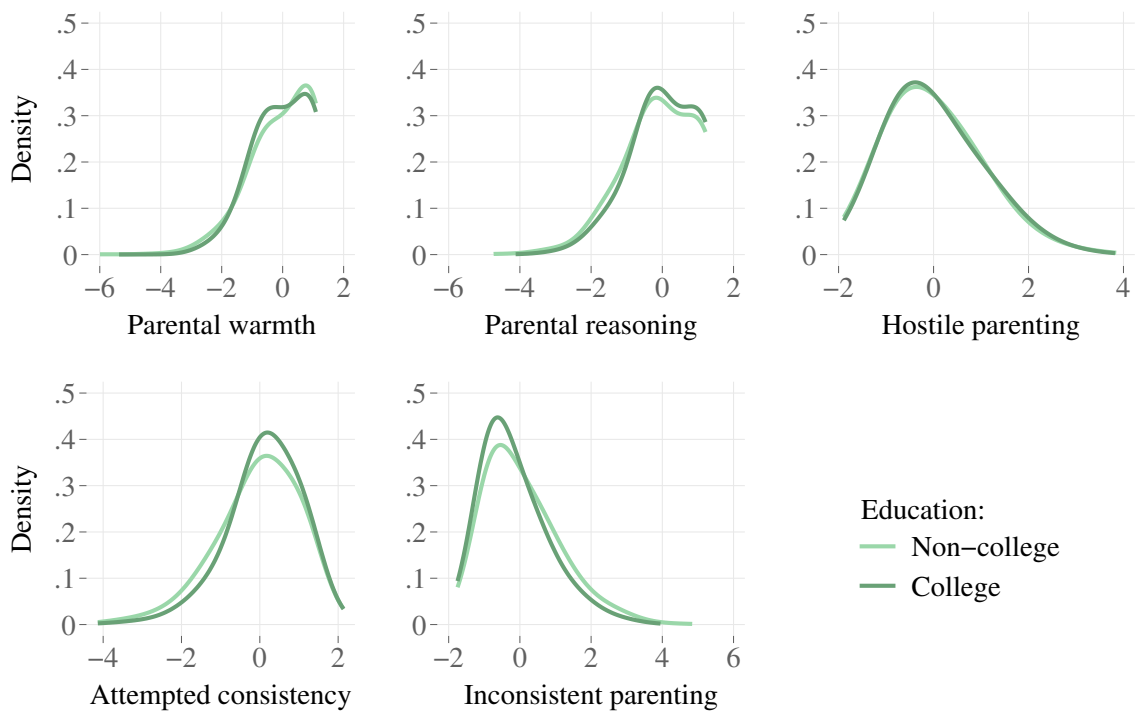 .5 .5 .5
.4 .4 .4
.3 .3 .3
.2 .2 .2
.1 .1 .1
0 0 0
Density
−6 −4 −2 0 2 −6 −4 −2 0 2 −2 0 2 4
Parental warmth Parental reasoning Hostile parenting
.5 .5
.4 .4
.3 .3
.2 .2
.1 .1
0 0
Density
−4 −2 0 2 −2 0 2 4 6
Attempted consistency Inconsistent parenting
Education:
Non−college
College